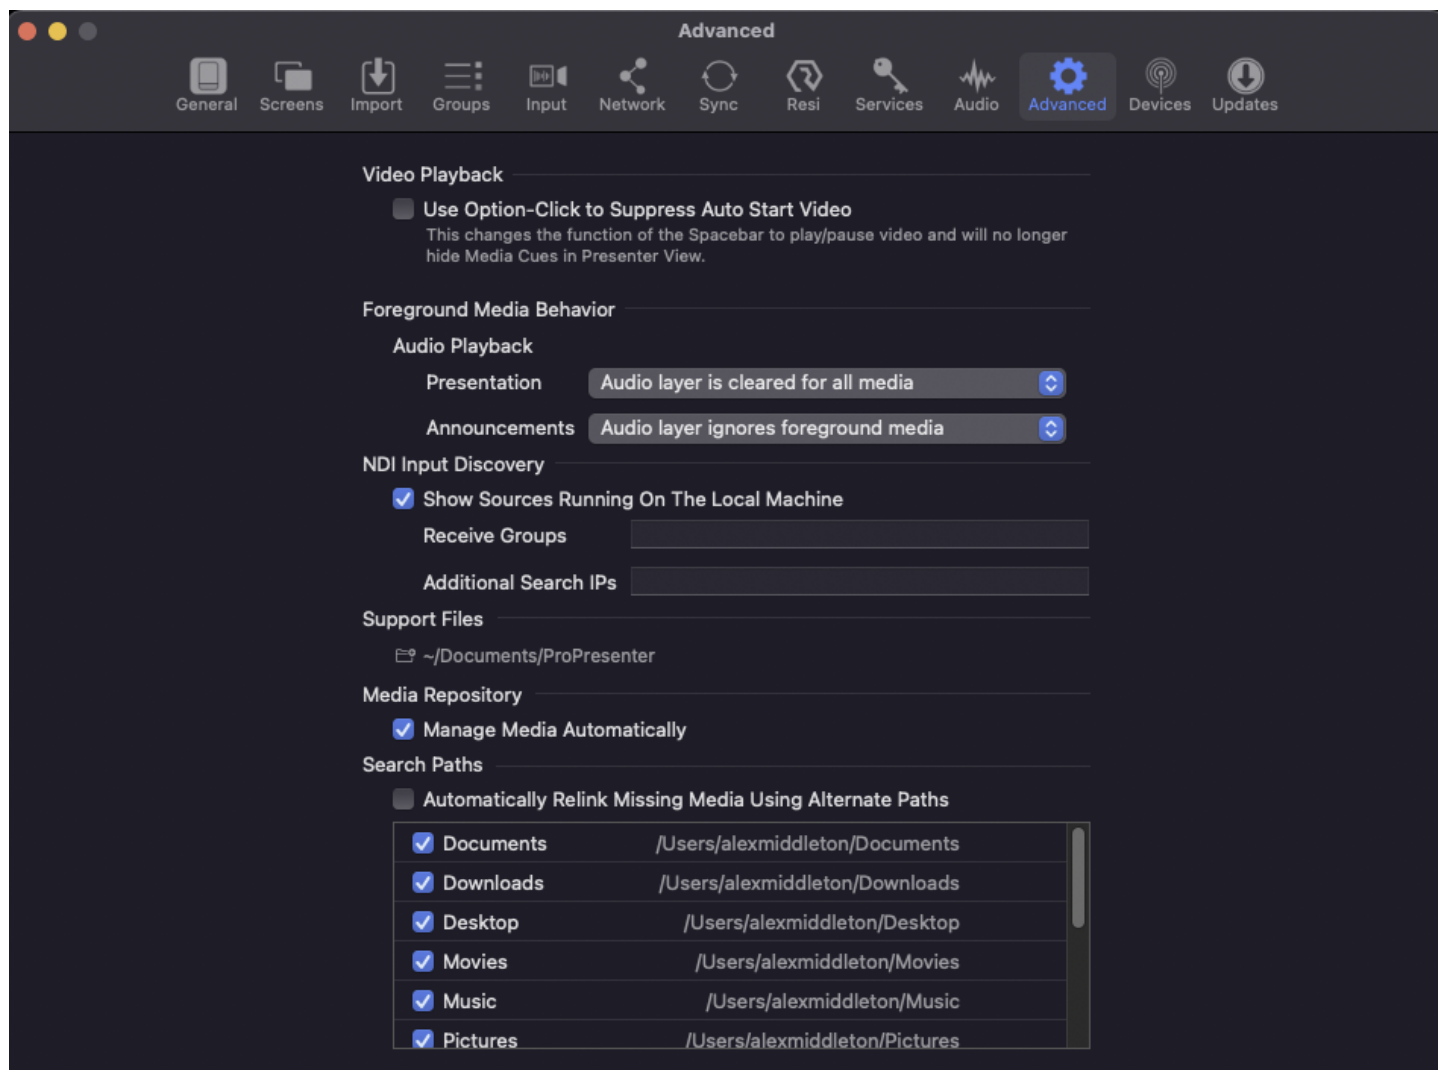 Advanced
General
Screens
Import
Groups
Input
Network
Sync
Resi
Services
Audio
Advanced
Devices
Updates
Video Playback
Use Option-Click to Suppress Auto Start Video
This changes the function of the Spacebar to play/pause video and will no longer
hide Media Cues in Presenter View.
Foreground Media Behavior
Audio Playback
Presentation Audio layer is cleared for all media
Announcements Audio layer ignores foreground media
NDI Input Discovery
Show Sources Running On The Local Machine
Receive Groups
Additional Search IPs
Support Files
~/Documents/ProPresenter
Media Repository
Manage Media Automatically
Search Paths
Automatically Relink Missing Media Using Alternate Paths
Documents /Users/alexmiddleton/Documents
Downloads /Users/alexmiddleton/Downloads
Desktop /Users/alexmiddleton/Desktop
Movies /Users/alexmiddleton/Movies
Music /Users/alexmiddleton/Music
Pictures /Users/alexmiddleton/Pictures